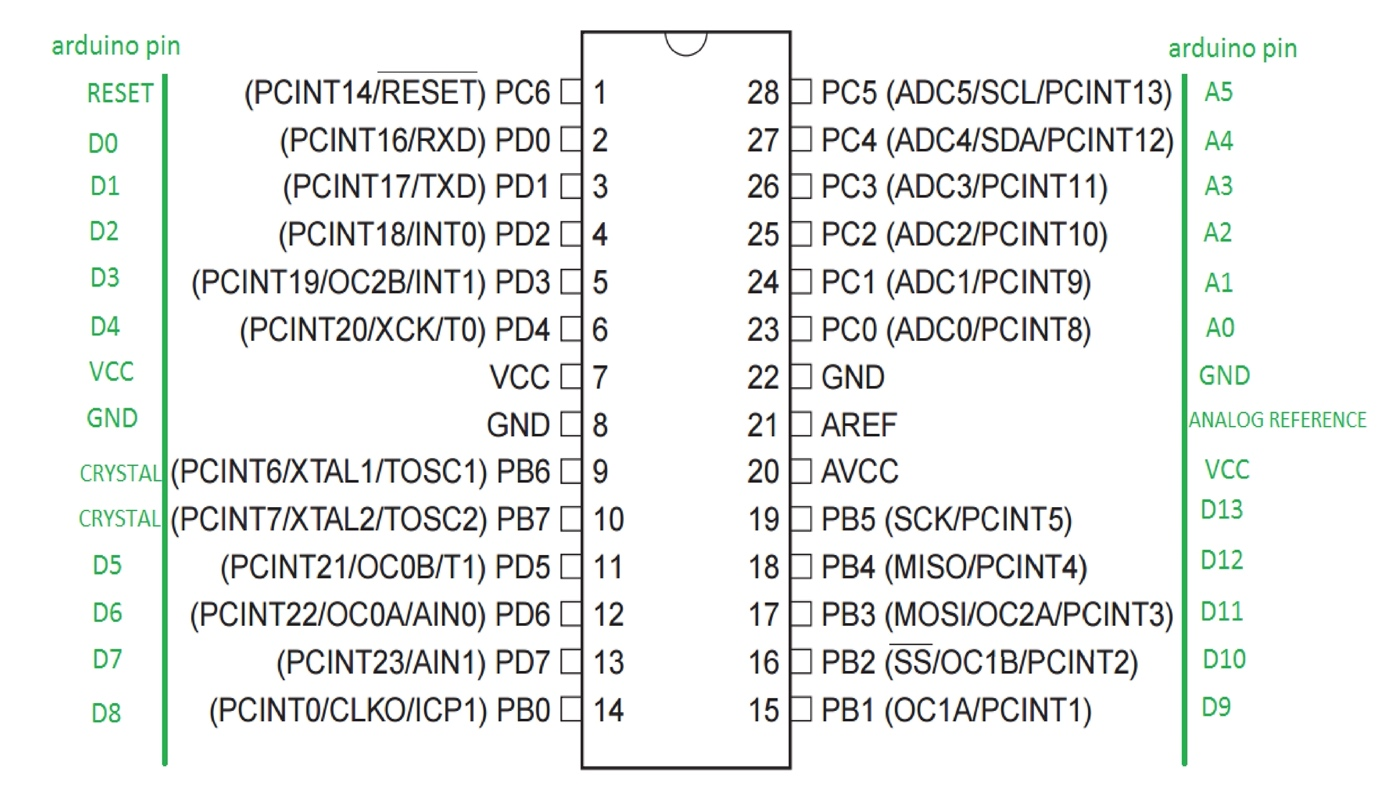 arduino pin arduino pin
RESET (PCINT14/RESET) PC6 1 28 PC5 (ADC5/SCL/PCINT13) A5
D0 (PCINT16/RXD) PD0 2 27 PC4 (ADC4/SDA/PCINT12) A4
D1 (PCINT17/TXD) PD1 3 26 PC3 (ADC3/PCINT11) A3
D2 (PCINT18/INT0) PD2 4 25 PC2 (ADC2/PCINT10) A2
D3 (PCINT19/OC2B/INT1) PD3 5 24 PC1 (ADC1/PCINT9) A1
D4 (PCINT20/XCK/T0) PD4 6 23 PC0 (ADC0/PCINT8) A0
VCC VCC 7 22 GND GND
GND GND 8 21 AREF ANALOG REFERENCE
CRYSTAL (PCINT6/XTAL1/TOSC1) PB6 9 20 AVCC VCC
CRYSTAL (PCINT7/XTAL2/TOSC2) PB7 10 19 PB5 (SCK/PCINT5) D13
D5 (PCINT21/OC0B/T1) PD5 11 18 PB4 (MISO/PCINT4) D12
D6 (PCINT22/OC0A/AIN0) PD6 12 17 PB3 (MOSI/OC2A/PCINT3) D11
D7 (PCINT23/AIN1) PD7 13 16 PB2 (SS/OC1B/PCINT2) D10
D8 (PCINT0/CLKO/ICP1) PB0 14 15 PB1 (OC1A/PCINT1) D9